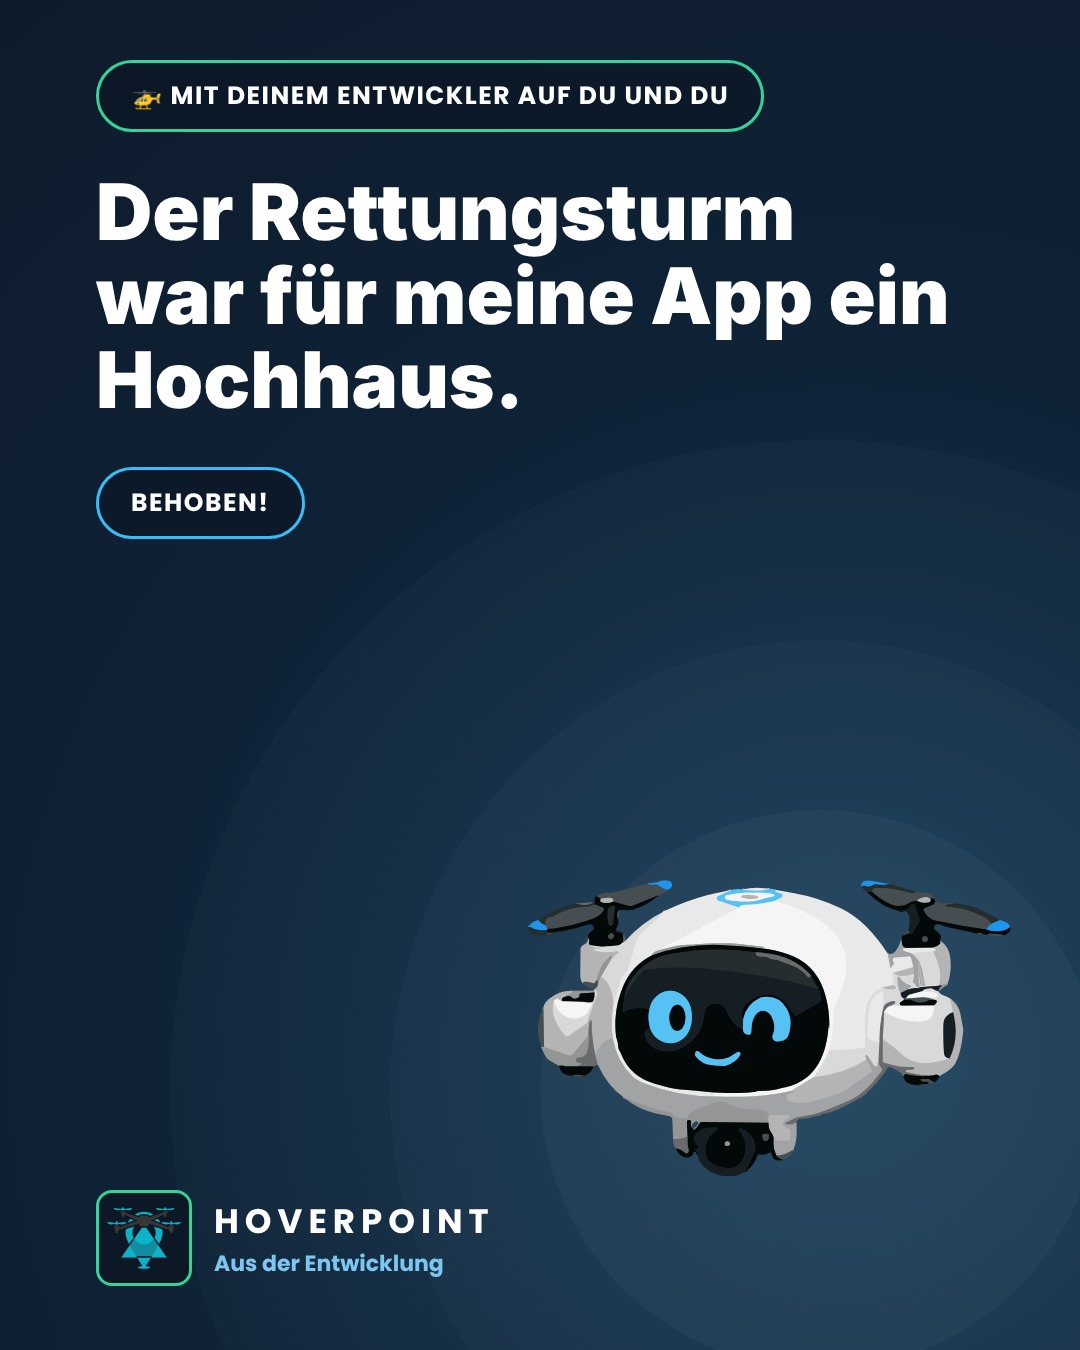 🚁 MIT DEINEM ENTWICKLER AUF DU UND DU
Der Rettungsturm
war für meine App ein
Hochhaus.
BEHOBEN!
HOVERPOINT
Aus der Entwicklung